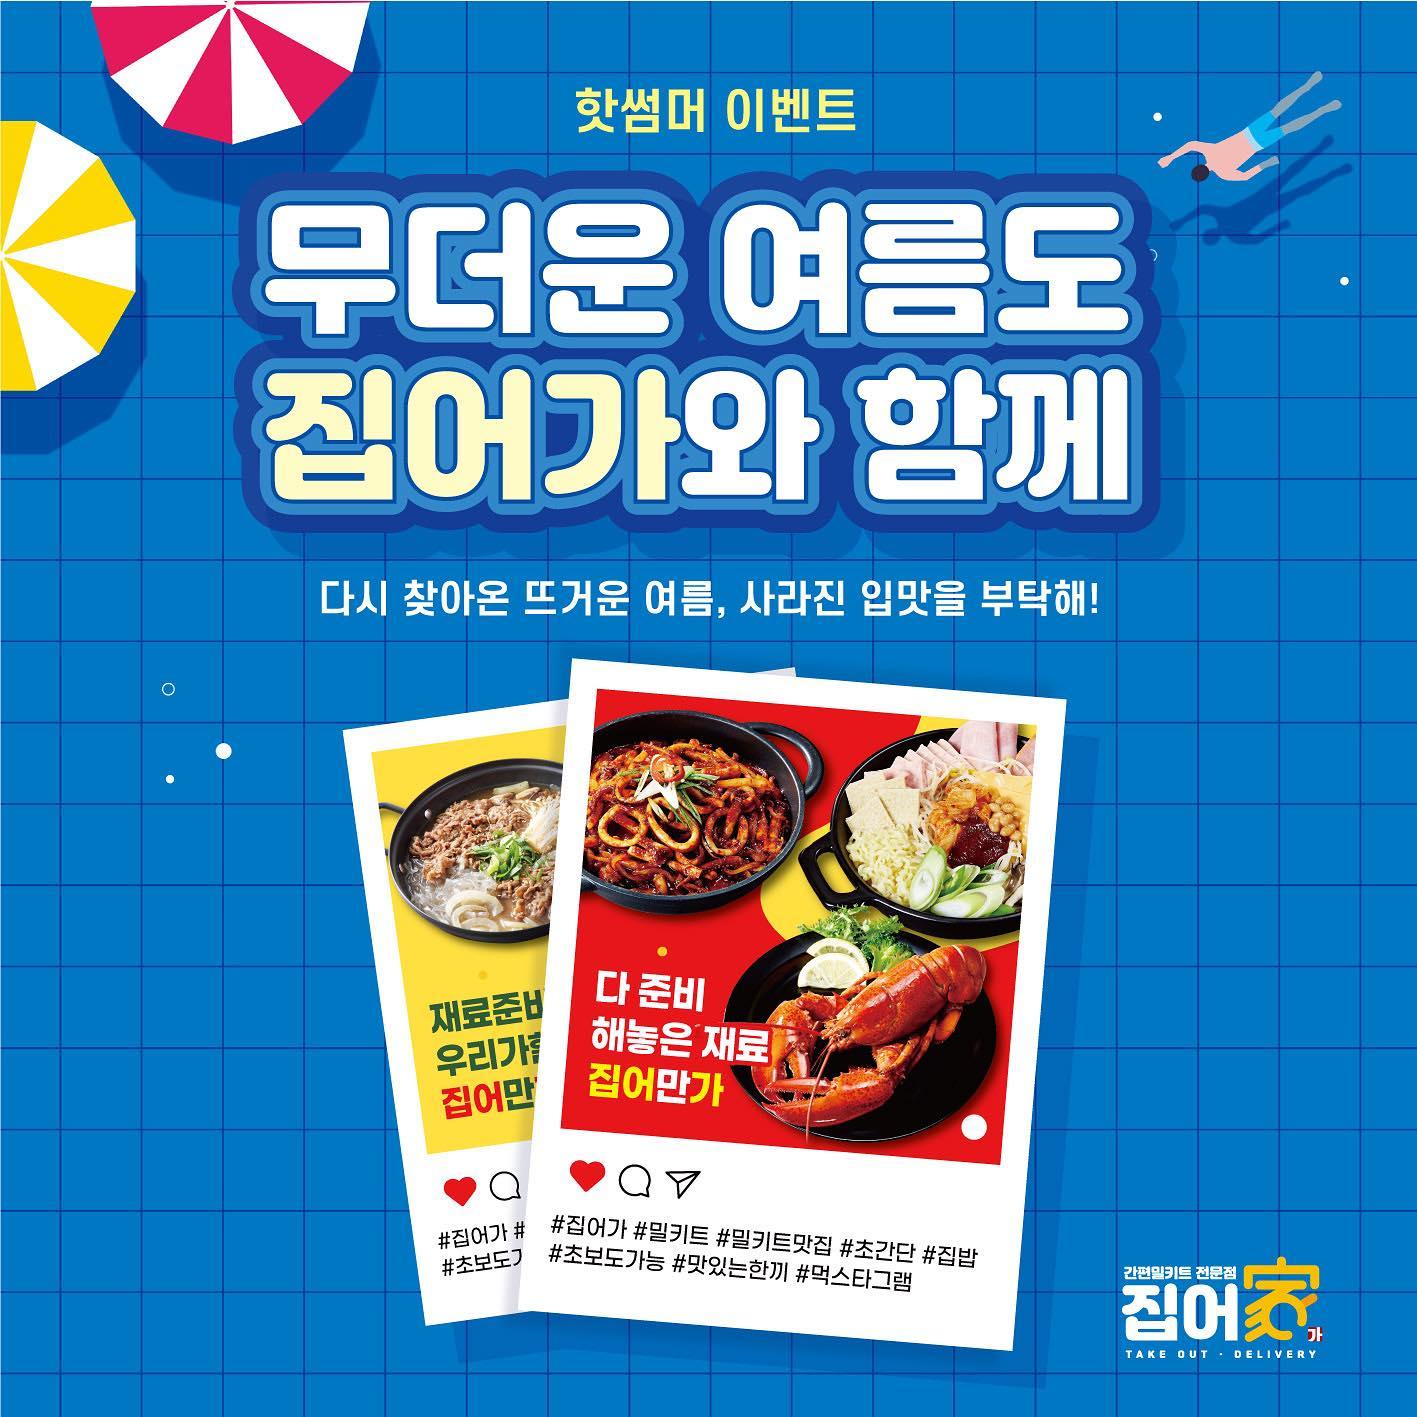 핫썸머 이벤트
무더운 여름도
집어가와 함께
다시 찾아온 뜨거운 여름, 사라진 입맛을 부탁해!
재료준비
우리가
집어만
#집어가 #
#초보도가
다 준비
해놓은 재료
집어만가
#집어가 #밀키트 #밀키트맛집 #초간단 #집밥
#초보도가능 #맛있는한끼 #먹스타그램
간편밀키트 전문점
집어家가
TAKE OUT · DELIVERY